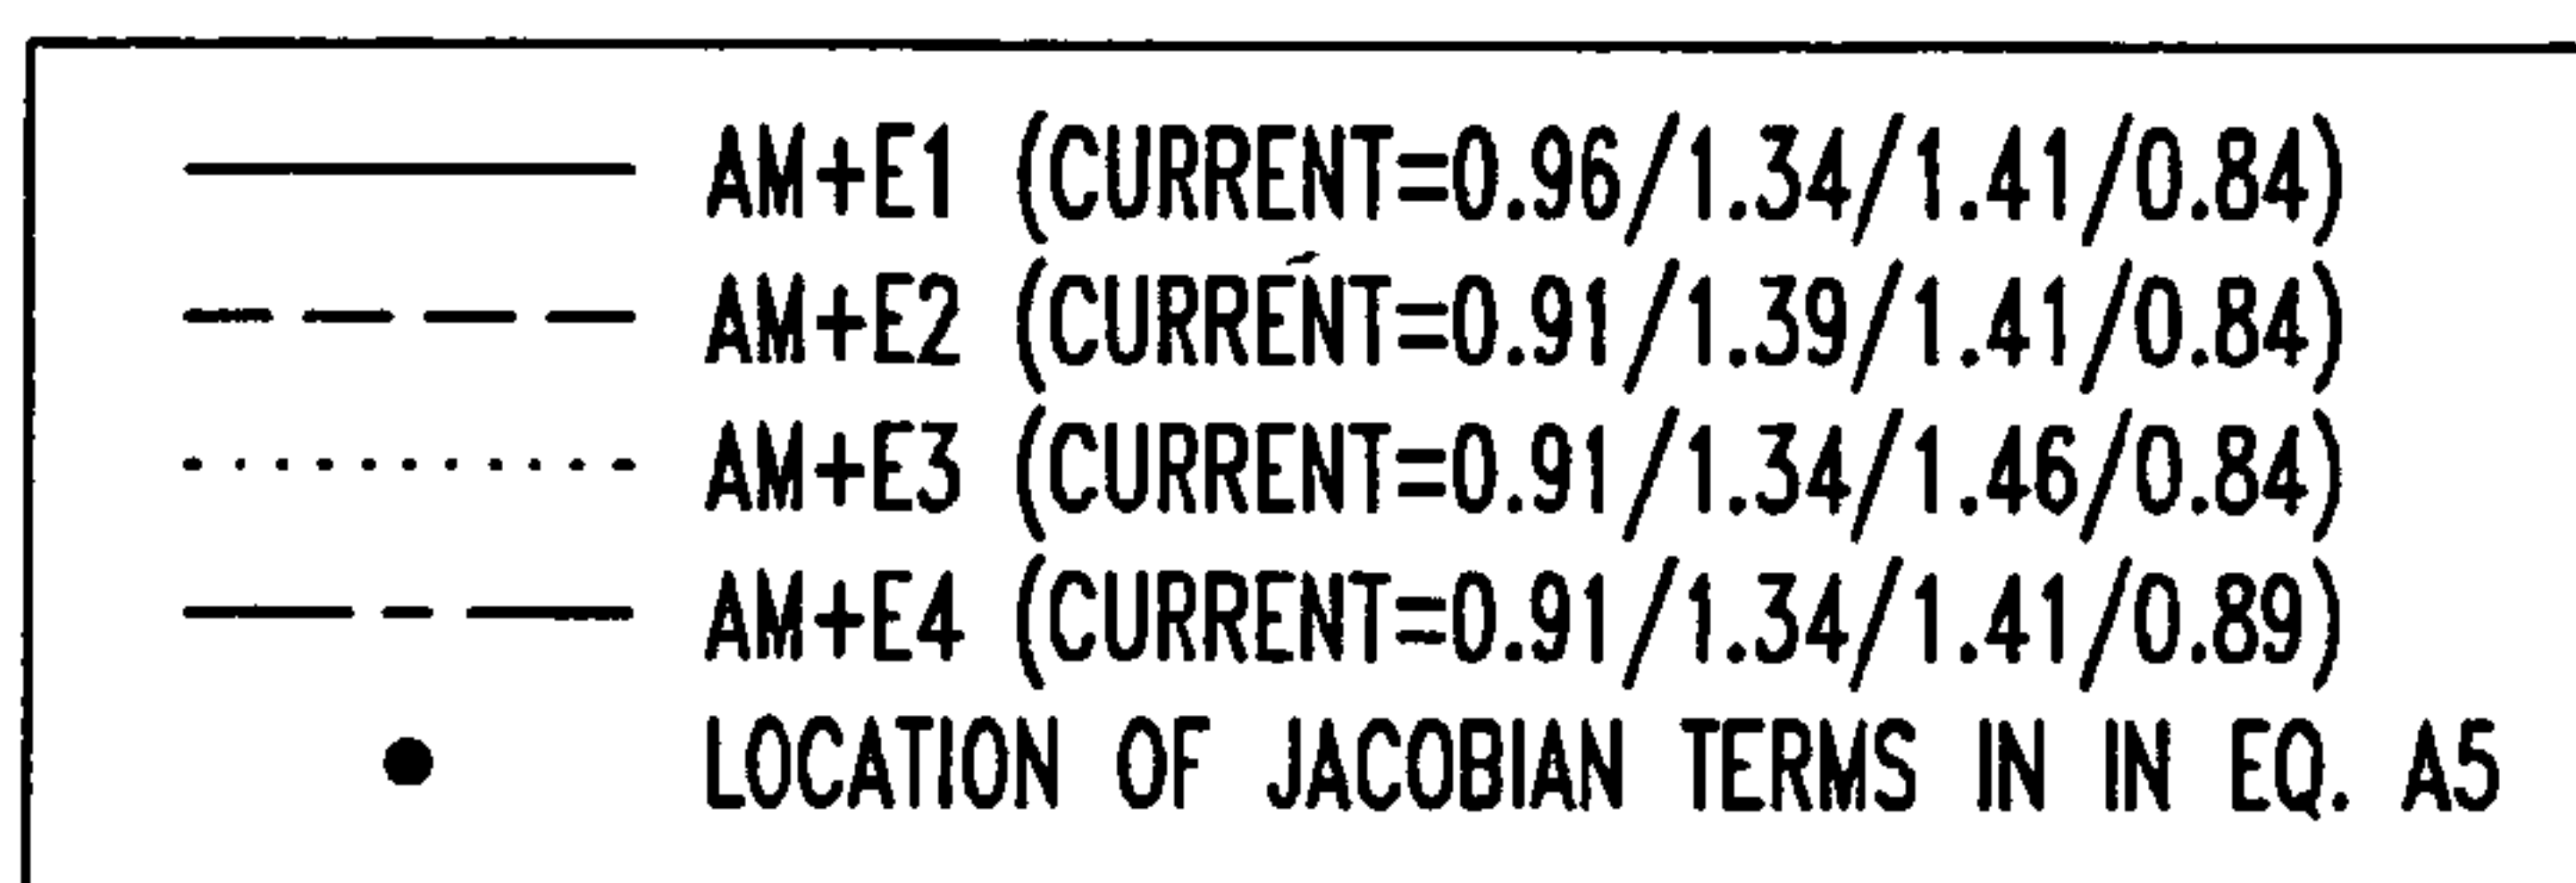 AM+E1 (CURRENT=0.96/1.34/1.41/0.84)
AM+E2 (CURRENT=0.91/1.39/1.41/0.84)
AM+E3 (CURRENT=0.91/1.34/1.46/0.84)
AM+E4 (CURRENT=0.91/1.34/1.41/0.89)
LOCATION OF JACOBIAN TERMS IN IN EQ. A5